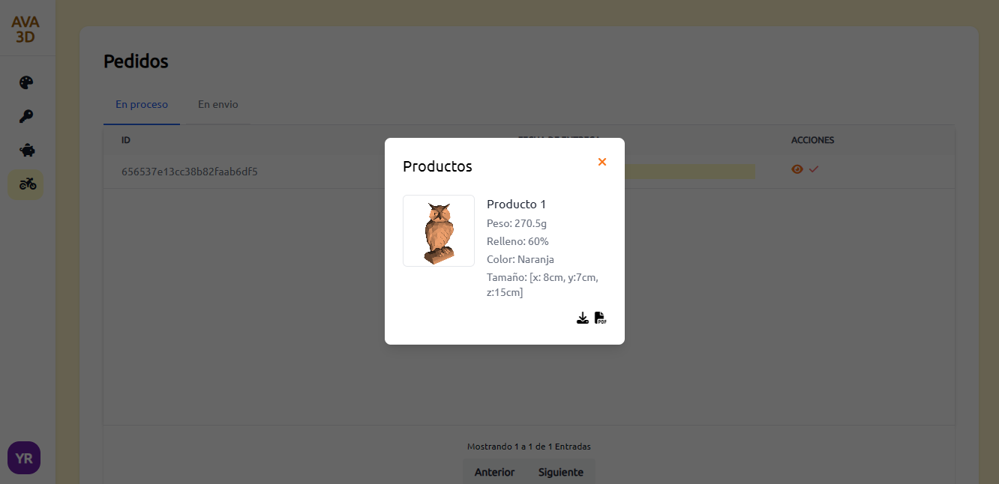 AVA
3D
Pedidos
En proceso
En envio
ID
ACCIONES
656537e13cc38b82faab6df5
Productos
Producto 1
Peso: 270.5g
Relleno: 60%
Color: Naranja
Tamaño: [x: 8cm, y:7cm,
z:15cm]
PDF
YR
Mostrando 1 a 1 de 1 Entradas
Anterior
Siguiente